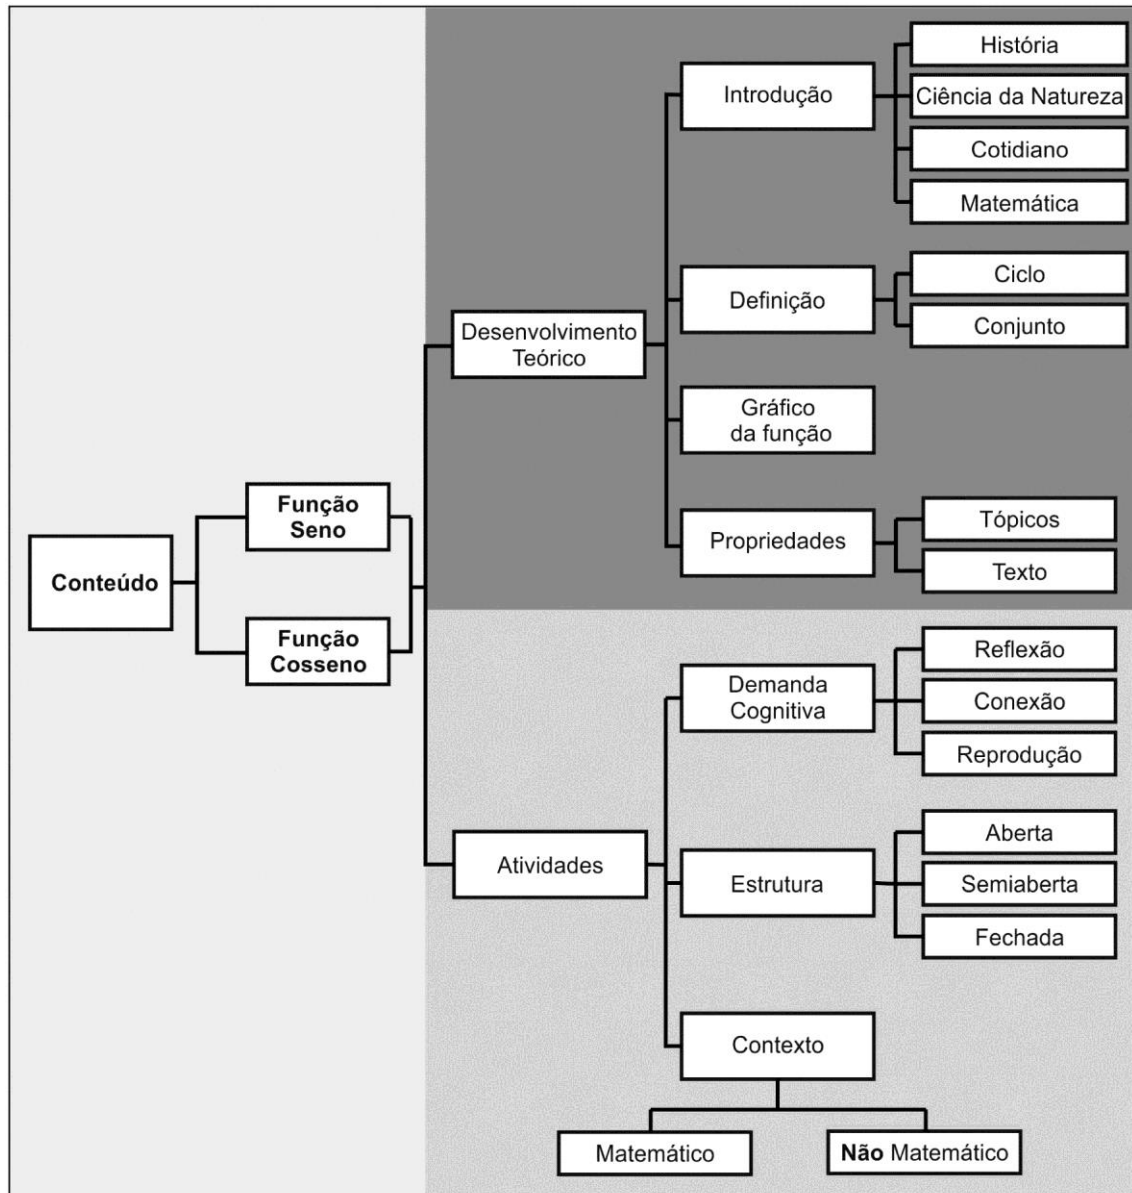 Conteúdo
Função
Seno
Função
Cosseno
Desenvolvimento
Teórico
Introdução
História
Ciência da Natureza
Cotidiano
Matemática
Definição
Ciclo
Conjunto
Gráfico
da função
Propriedades
Tópicos
Texto
Atividades
Demanda
Cognitiva
Reflexão
Conexão
Reprodução
Estrutura
Aberta
Semiaberta
Fechada
Contexto
Matemático
Não Matemático